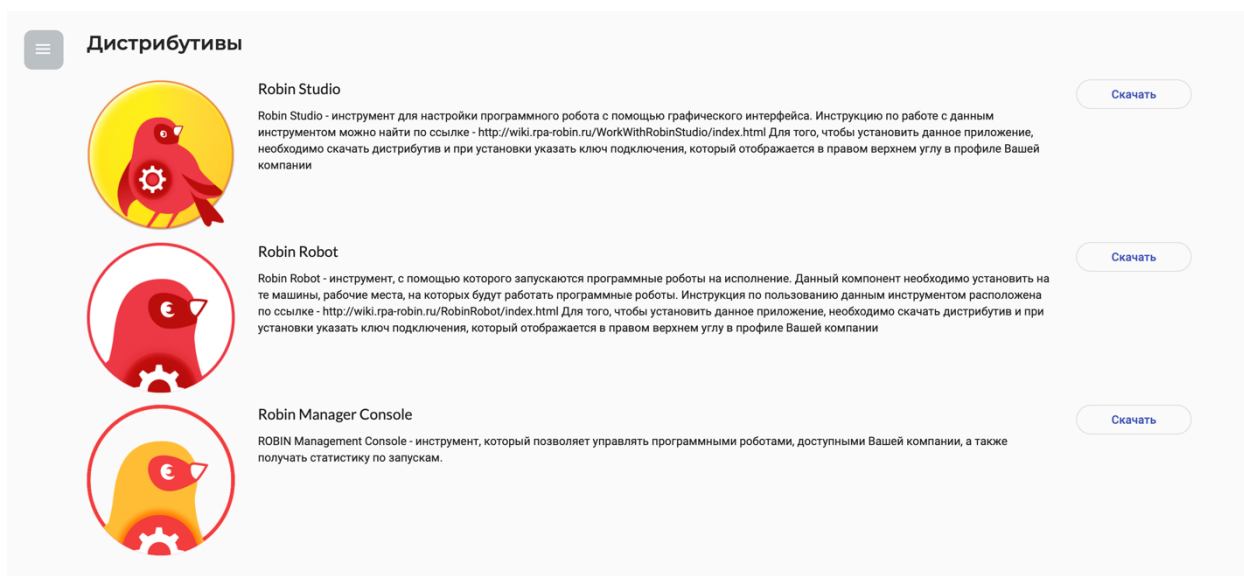 Дистрибутивы
Robin Studio
Скачать
Robin Studio - инструмент для настройки программного робота с помощью графического интерфейса. Инструкцию по работе с данным
инструментом можно найти по ссылке - http://wiki.rpa-robin.ru/WorkWithRobinStudio/index.html Для того, чтобы установить данное приложение,
необходимо скачать дистрибутив и при установки указать ключ подключения, который отображается в правом верхнем углу в профиле Вашей
компании
Robin Robot
Скачать
Robin Robot - инструмент, с помощью которого запускаются программные роботы на исполнение. Данный компонент необходимо установить на
те машины, рабочие места, на которых будут работать программные роботы. Инструкция по пользованию данным инструментом расположена
по ссылке - http://wiki.rpa-robin.ru/RobinRobot/index.html Для того, чтобы установить данное приложение, необходимо скачать дистрибутив и при
установки указать ключ подключения, который отображается в правом верхнем углу в профиле Вашей компании
Robin Manager Console
Скачать
ROBIN Management Console - инструмент, который позволяет управлять программными роботами, доступными Вашей компании, а также
получать статистику по запускам.